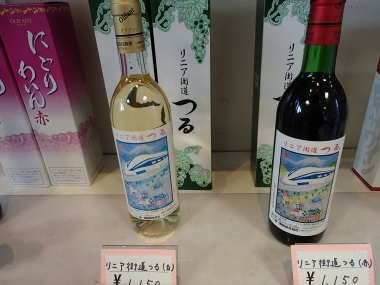 にごりわいん 赤
リニア街道 つる
リニア街道 つる
リニア街道 つる
リニア街道 つる
リニア街道つる(白)
¥1,150
リニア街道つる(赤)
¥1,150